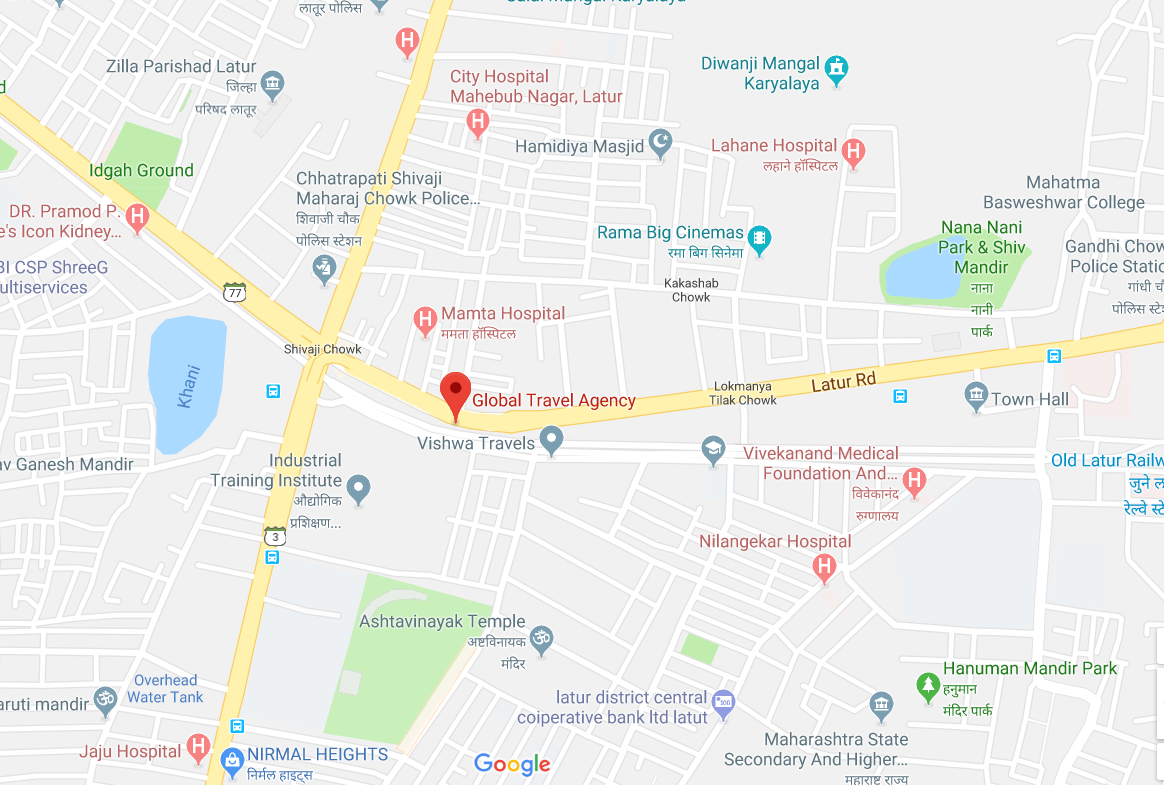 लातूर पोलिस
Zilla Parishad Latur
जिल्हा
परिषद लातूर
City Hospital
Mahebub Nagar, Latur
Diwanji Mangal
Karyalaya
Hamidiya Masjid
Lahane Hospital
लहाने हॉस्पिटल
Idgah Ground
Chhatrapati Shivaji
Maharaj Chowk Police...
शिवाजी चौक
पोलिस स्टेशन
Mahatma
Basweshwar College
DR. Pramod P.
e's Icon Kidney...
Rama Big Cinemas
रमा बिग सिनेमा
Nana Nani
Park & Shiv
Mandir
नाना
नानी
पार्क
Gandhi Chow
Police Statio
गांधी चौ
पोलिस स्टे
BI CSP ShreeG
ultiservices
77
Kakasahb
Chowk
Mamta Hospital
ममता हॉस्पिटल
Shivaji Chowk
Khani
Global Travel Agency
Lokmanya
Tilak Chowk
Latur Rd
Town Hall
Vishwa Travels
av Ganesh Mandir
Industrial
Training Institute
औद्योगिक
प्रशिक्षण...
Vivekanand Medical
Foundation And...
विवेकानंद
रुग्णालय
Old Latur Railw
जुने ल
रेल्वे स्टे
3
Nilangekar Hospital
Ashtavinayak Temple
अष्टविनायक
मंदिर
Overhead
Water Tank
aruti mandir
latur district central
coiperative bank ltd latut
Hanuman Mandir Park
हनुमान
मंदिर पार्क
Jaju Hospital
NIRMAL HEIGHTS
निर्मल हाइट्स
Google
Maharashtra State
Secondary And Higher...
महाराष्ट्र राज्य